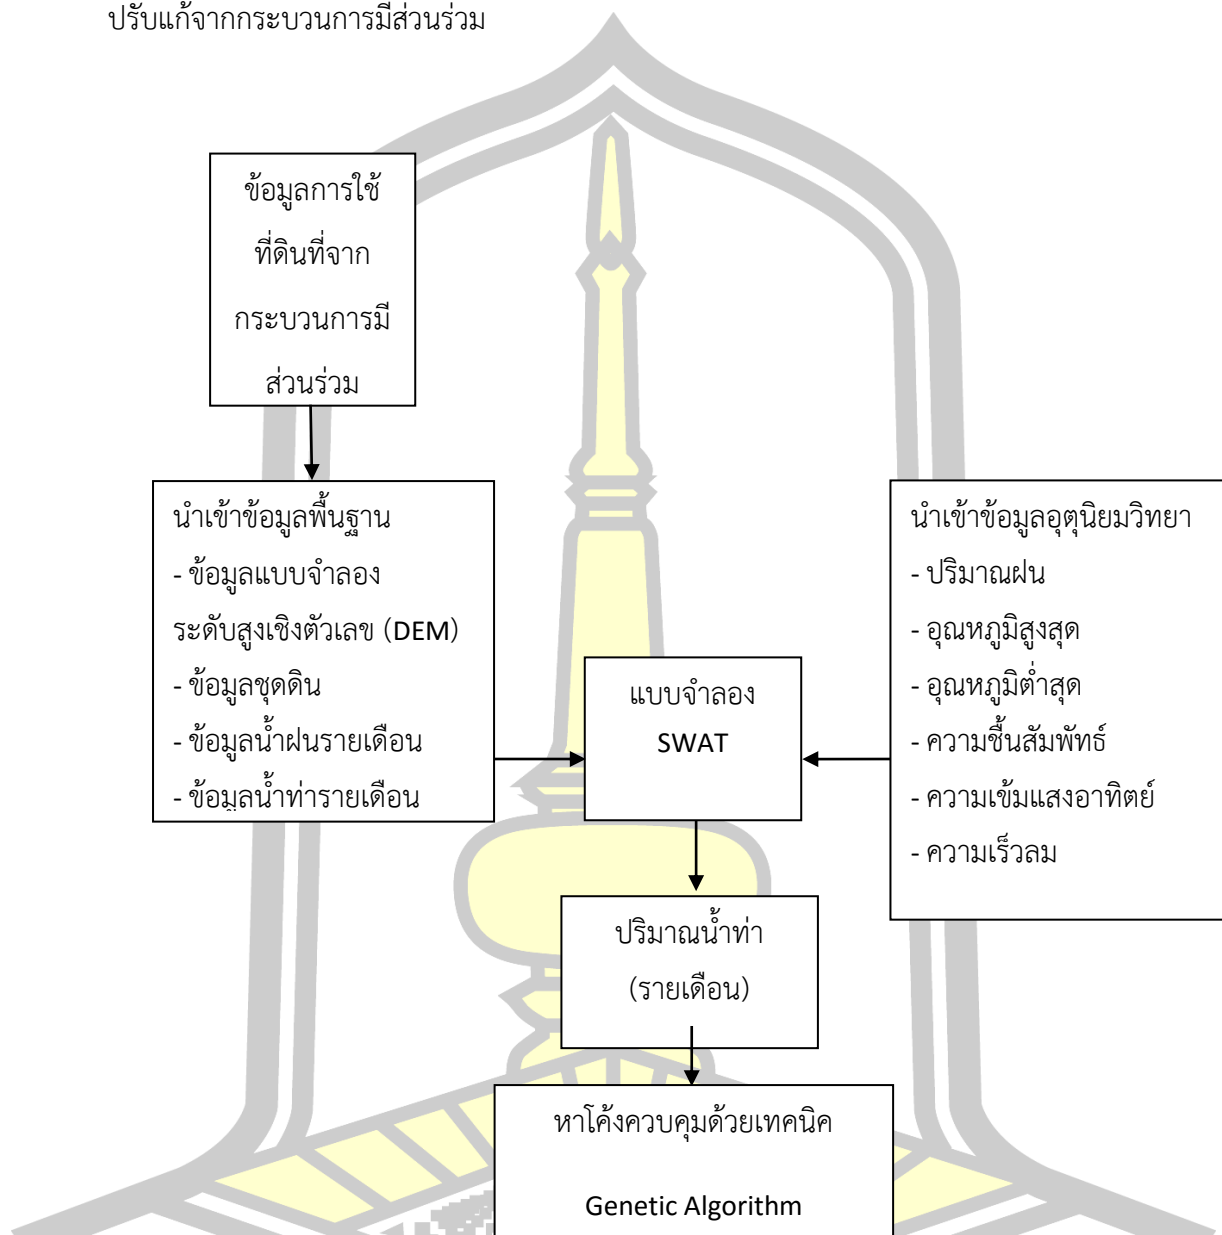 ปรับแก้จากกระบวนการมีส่วนร่วม
ข้อมูลการใช้
ที่ดินที่จาก
กระบวนการมี
ส่วนร่วม
นำเข้าข้อมูลพื้นฐาน
- ข้อมูลแบบจำลอง
ระดับสูงเชิงตัวเลข (DEM)
- ข้อมูลชุดดิน
- ข้อมูลน้ำฝนรายเดือน
- ข้อมูลน้ำท่ารายเดือน
นำเข้าข้อมูลอุตุนิยมวิทยา
- ปริมาณฝน
- อุณหภูมิสูงสุด
- อุณหภูมิต่ำสุด
- ความชื้นสัมพัทธ์
- ความเข้มแสงอาทิตย์
- ความเร็วลม
แบบจำลอง
SWAT
ปริมาณน้ำท่า
(รายเดือน)
หาโค้งควบคุมด้วยเทคนิค
Genetic Algorithm